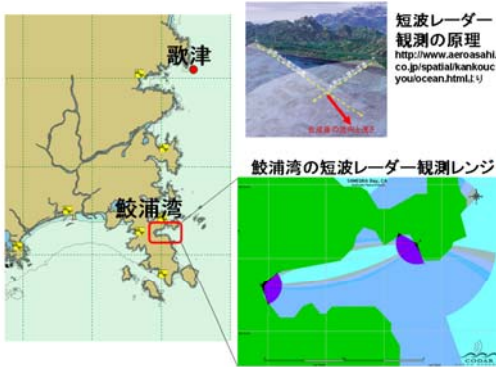 歌津
鮫浦湾
短波レーダー
観測の原理
http://www.aeroasahi.
co.jp/spatial/kankouc
you/ocean.htmlより
鮫浦湾の短波レーダー観測レンジ
CODAR